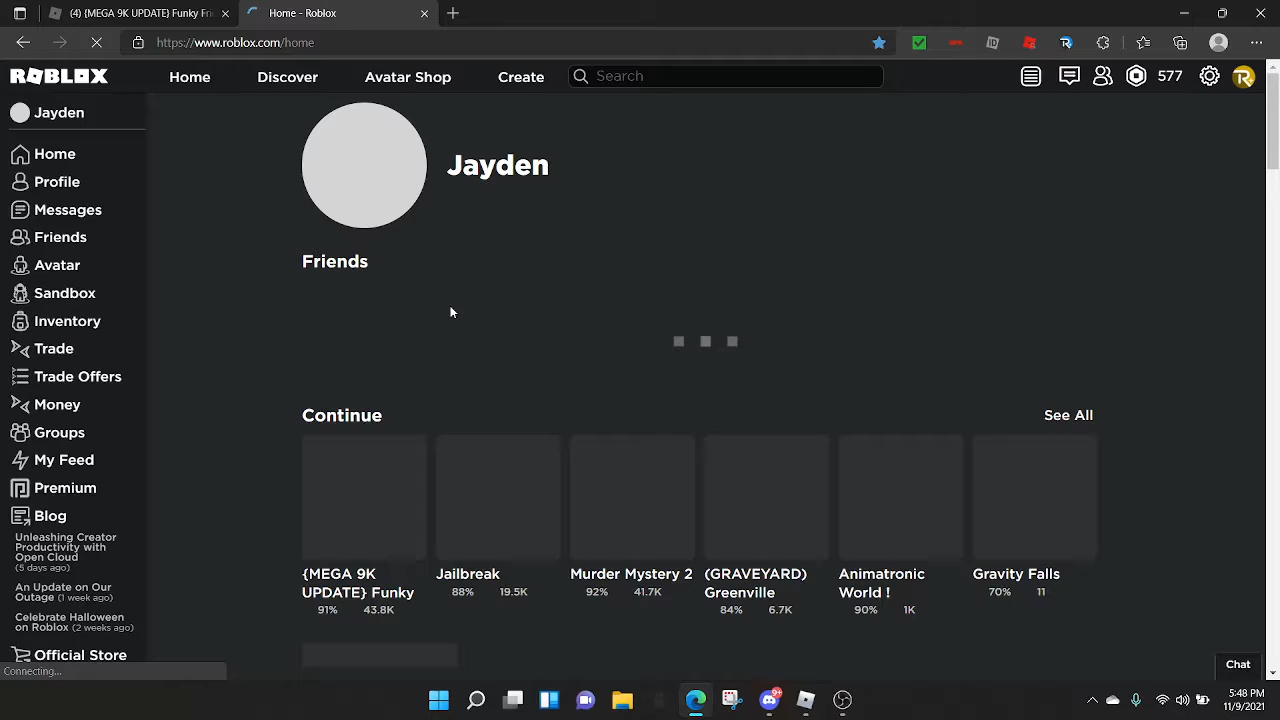 (4) {MEGA 9K UPDATE} Funky Fri
Home - Roblox
https://www.roblox.com/home
ROBLOX
Home
Discover
Avatar Shop
Create
Search
577
Jayden
Home
Profile
Messages
Friends
Avatar
Sandbox
Inventory
Trade
Trade Offers
Money
Groups
My Feed
Premium
Blog
Unleashing Creator
Productivity with
Open Cloud
(5 days ago)
An Update on Our
Outage (1 week ago)
Celebrate Halloween
on Roblox (2 weeks ago)
Official Store
Connecting...
Jayden
Friends
Continue
See All
{MEGA 9K
UPDATE} Funky
91% 43.8K
Jailbreak
88% 19.5K
Murder Mystery 2
92% 41.7K
(GRAVEYARD)
Greenville
84% 6.7K
Animatronic
World !
90% 1K
Gravity Falls
70% 11
Chat
9+
5:48 PM
11/9/2021